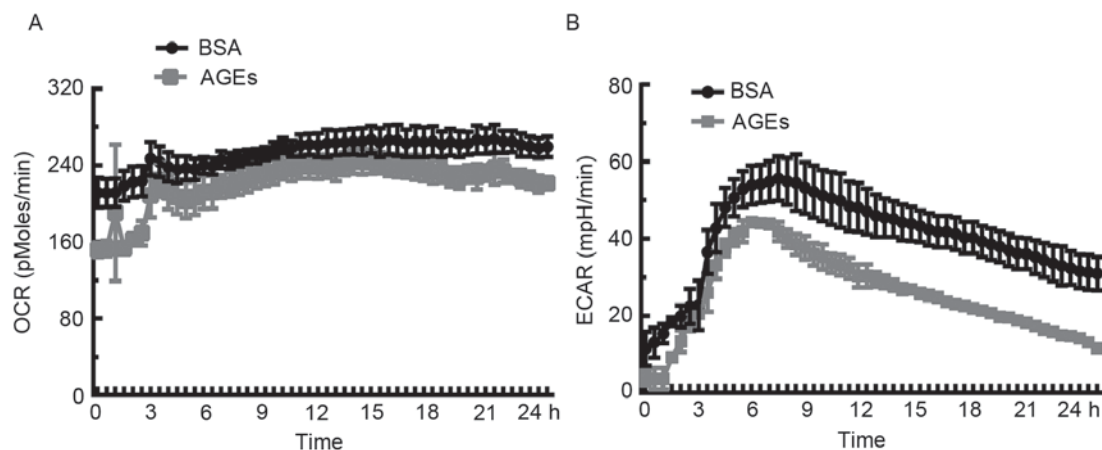 A
BSA
AGEs
OCR (pMoles/min)
320
240
160
80
0
0 3 6 9 12 15 18 21 24 h
Time
B
BSA
AGEs
ECAR (mpH/min)
80
60
40
20
0
0 3 6 9 12 15 18 21 24 h
Time